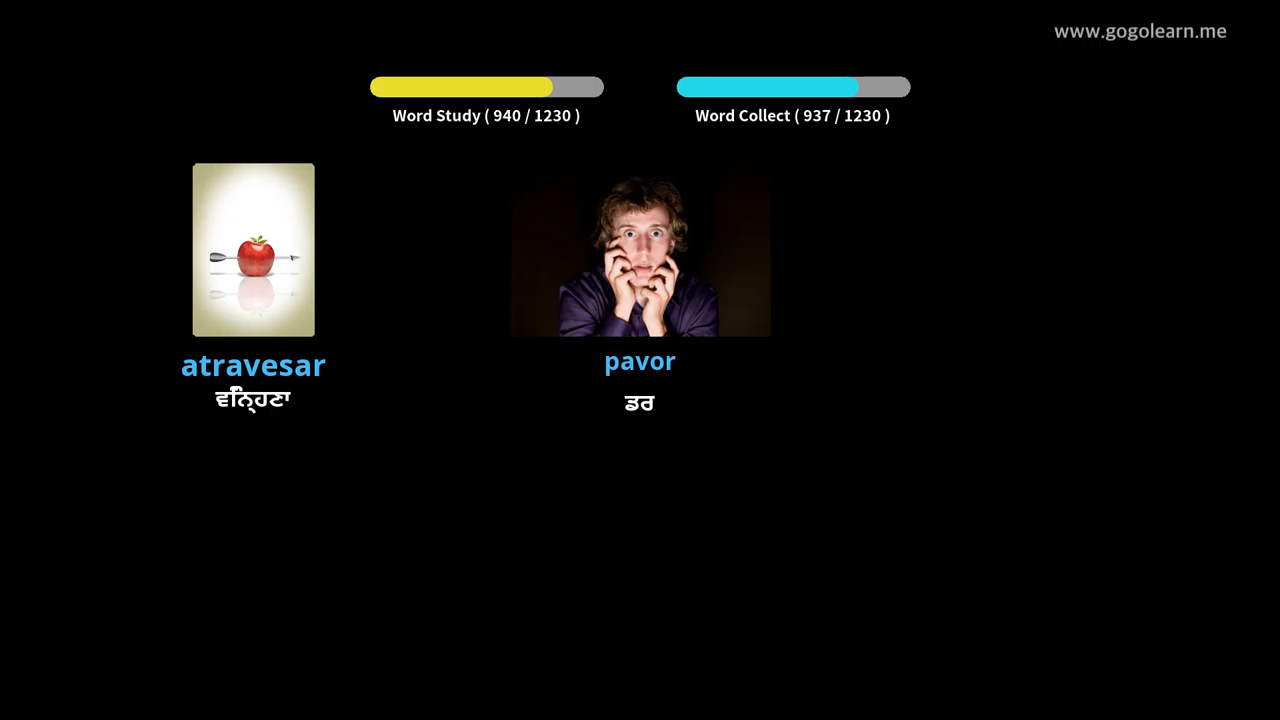 www.gogolearn.me
Word Study ( 940 / 1230 )
Word Collect ( 937 / 1230 )
atravesar
ਵਿੰਨ੍ਹਣਾ
pavor
ਡਰ